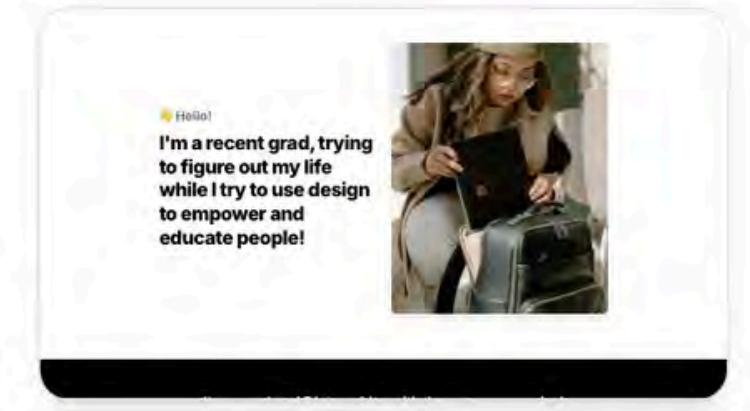 👋 Hello!
I'm a recent grad, trying
to figure out my life
while I try to use design
to empower and
educate people!